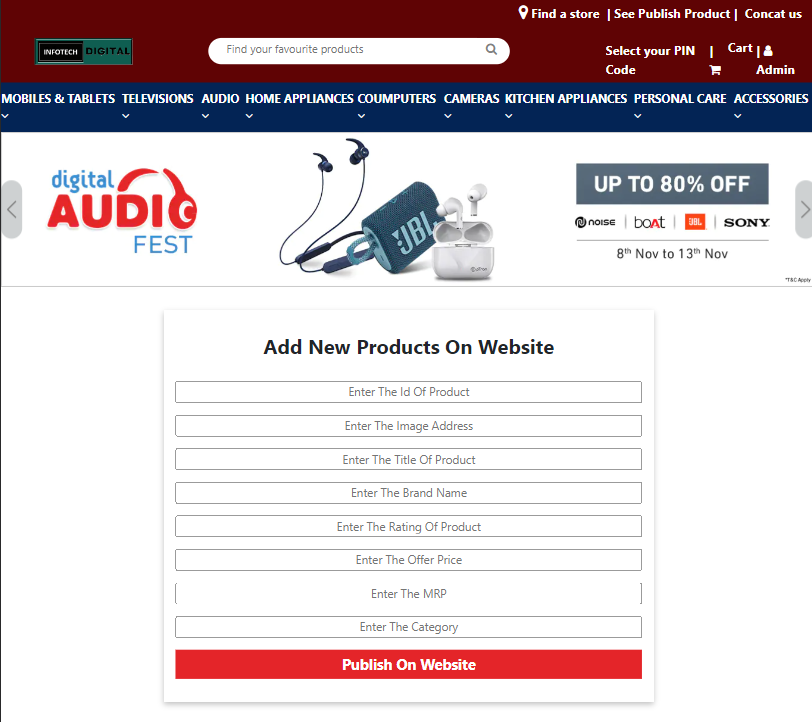 Find a store | See Publish Product | Concat us
INFOTECH DIGITAL
Find your favourite products
Select your PIN Code | Cart | Admin
MOBILES & TABLETS TELEVISIONS AUDIO HOME APPLIANCES COUMPUTERS CAMERAS KITCHEN APPLIANCES PERSONAL CARE ACCESSORIES
digital
AUDIO
FEST
JBL
UP TO 80% OFF
noise | boAt | JBL | SONY
8th Nov to 13th Nov
*T&C Apply
Add New Products On Website
Enter The Id Of Product
Enter The Image Address
Enter The Title Of Product
Enter The Brand Name
Enter The Rating Of Product
Enter The Offer Price
Enter The MRP
Enter The Category
Publish On Website